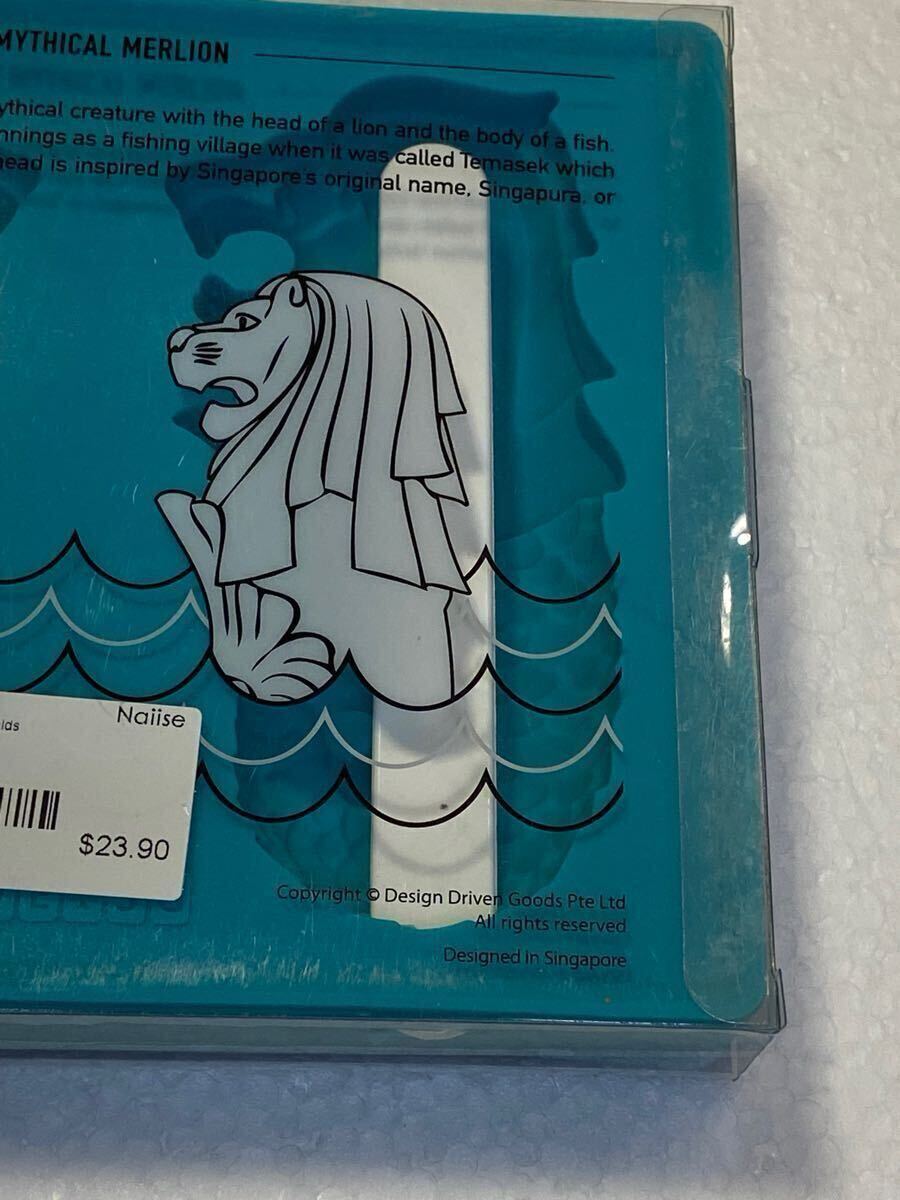 MYTHICAL MERLION
ythical creature with the head of a lion and the body of a fish.
nnings as a fishing village when it was called Temasek which
head is inspired by Singapore's original name, Singapura, or
Naiise
lds
$23.90
Copyright © Design Driven Goods Pte Ltd
All rights reserved
Designed in Singapore